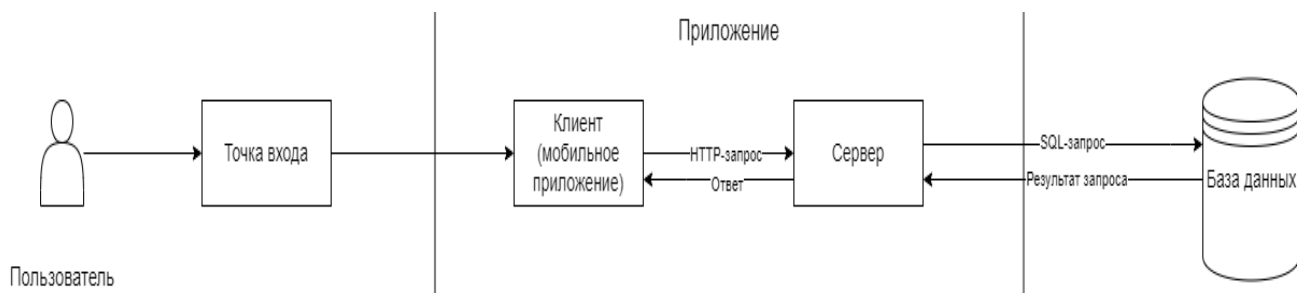 Приложение
Точка входа
Клиент
(мобильное
приложение)
HTTP-запрос
Ответ
Сервер
SQL-запрос
Результат запроса
База данных
Пользователь